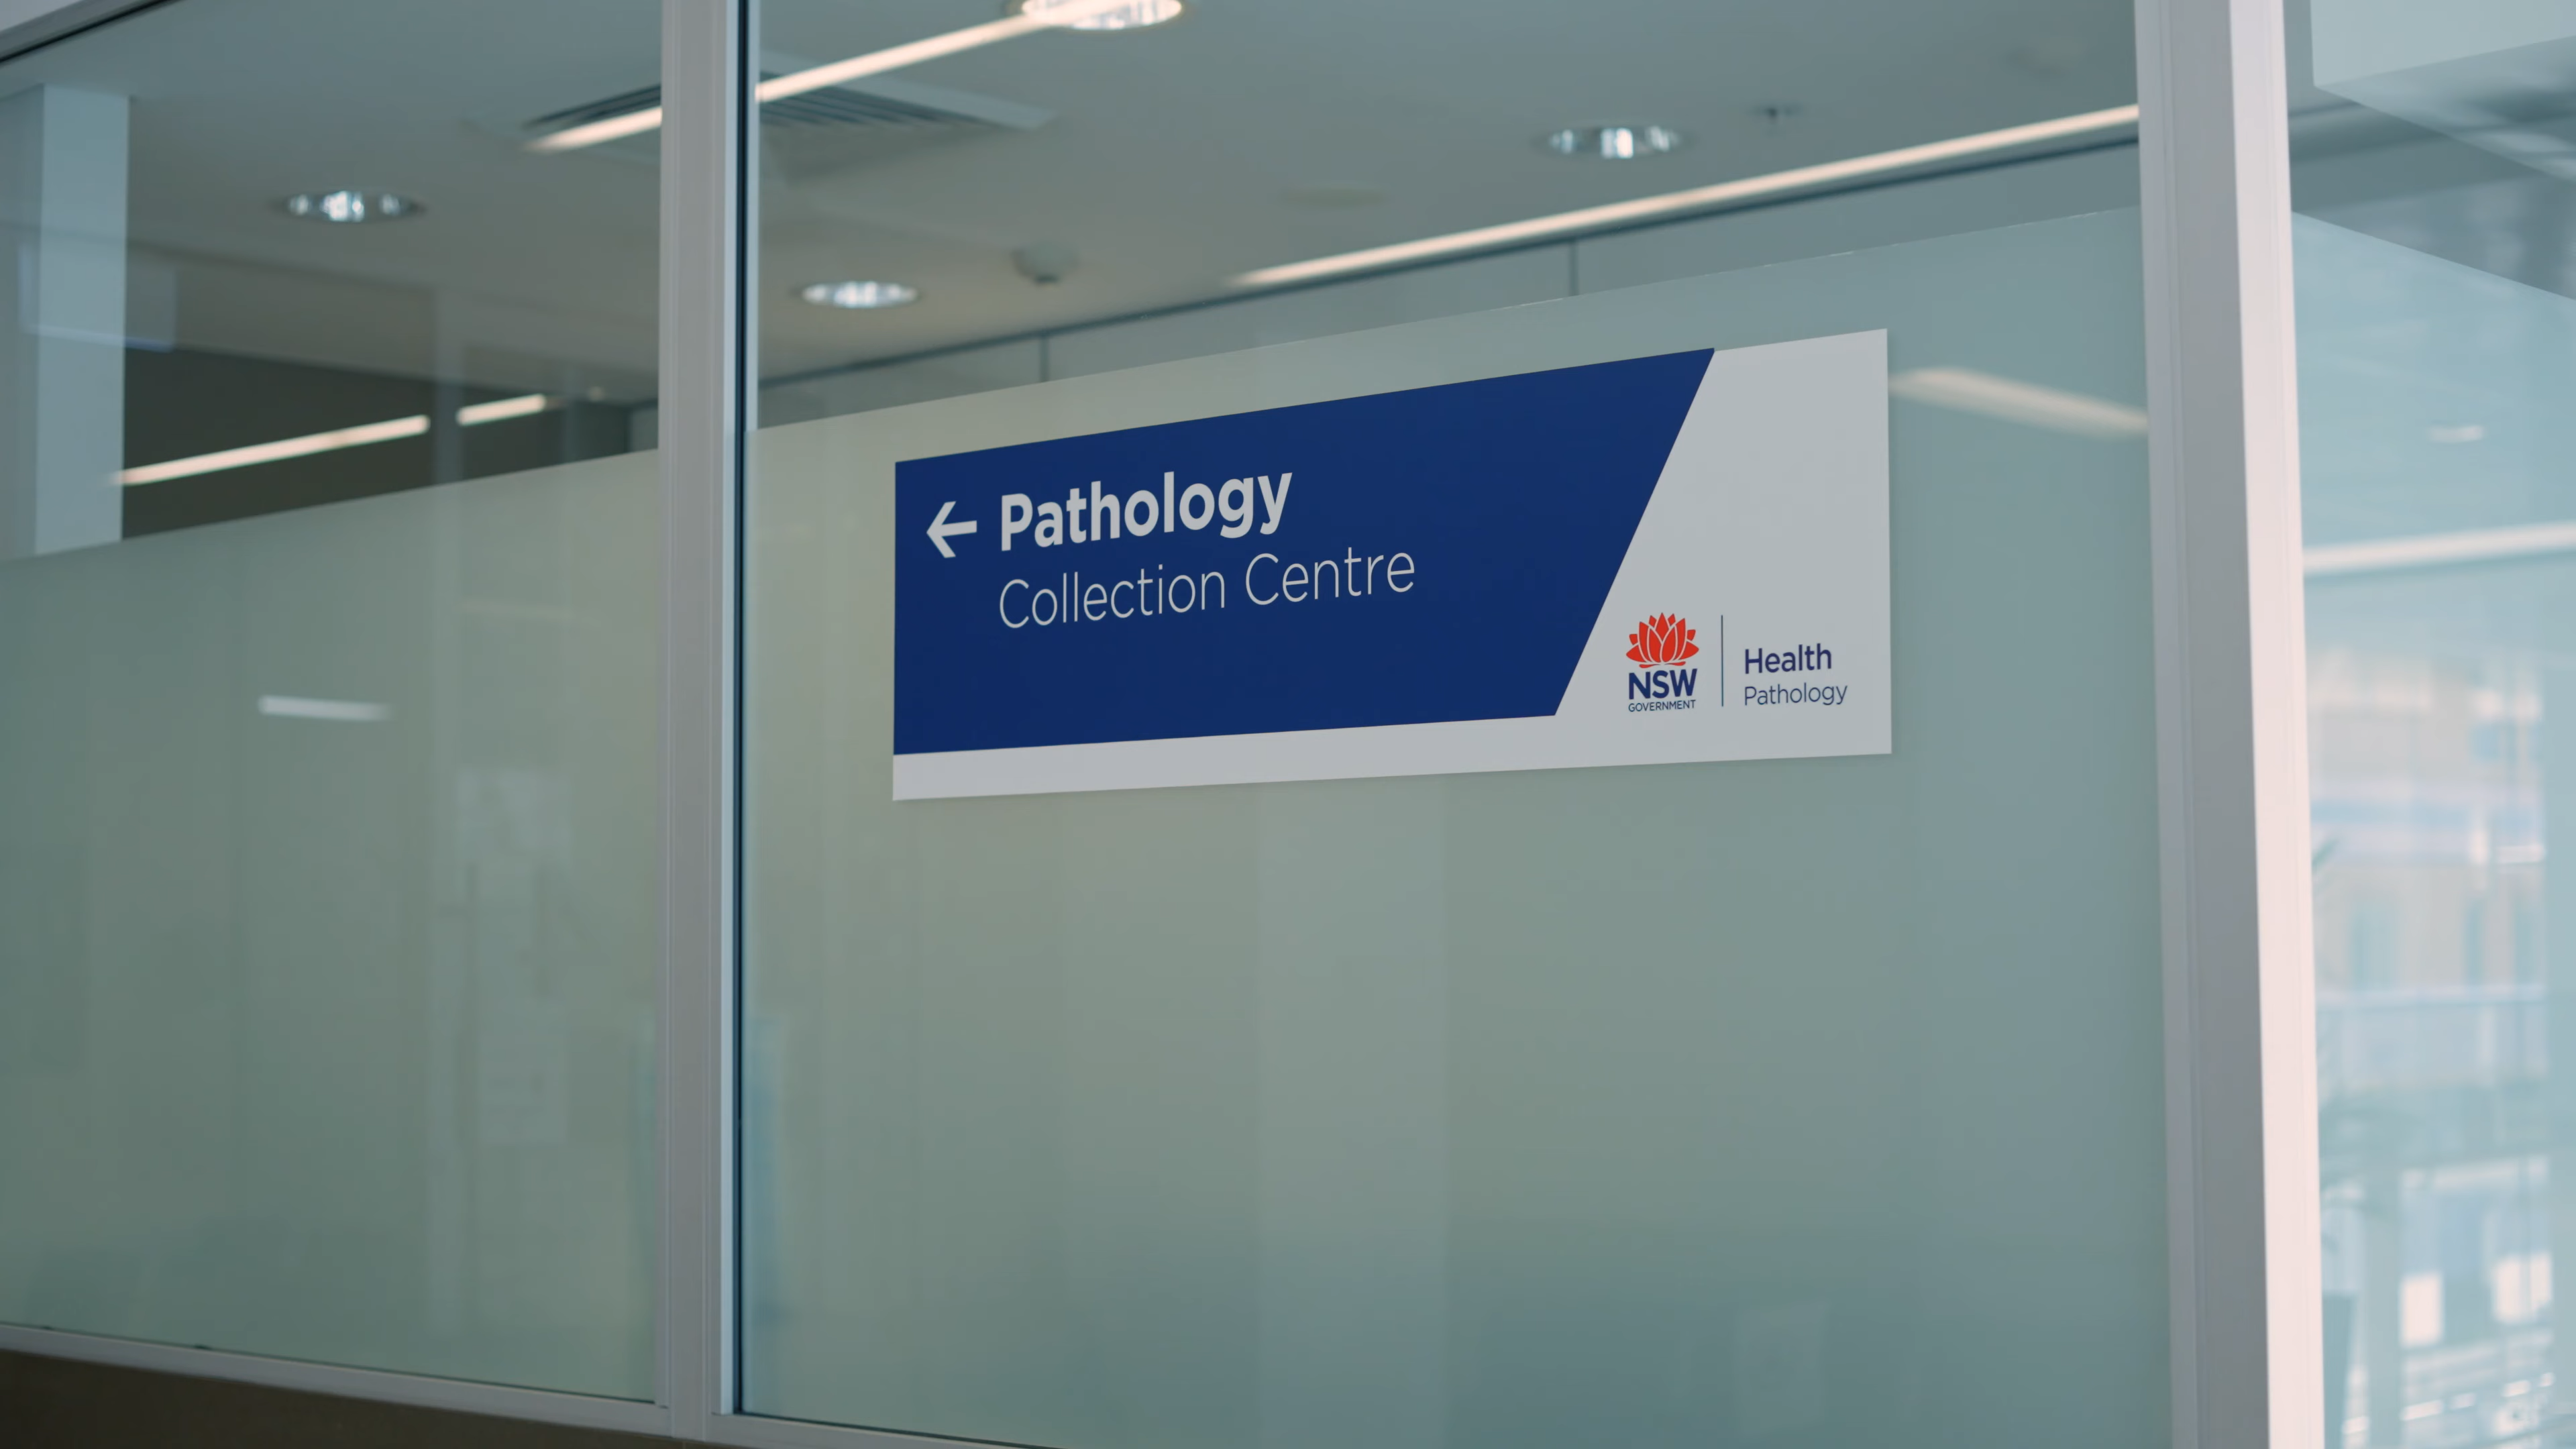 ← Pathology
Collection Centre
NSW
GOVERNMENT
Health
Pathology